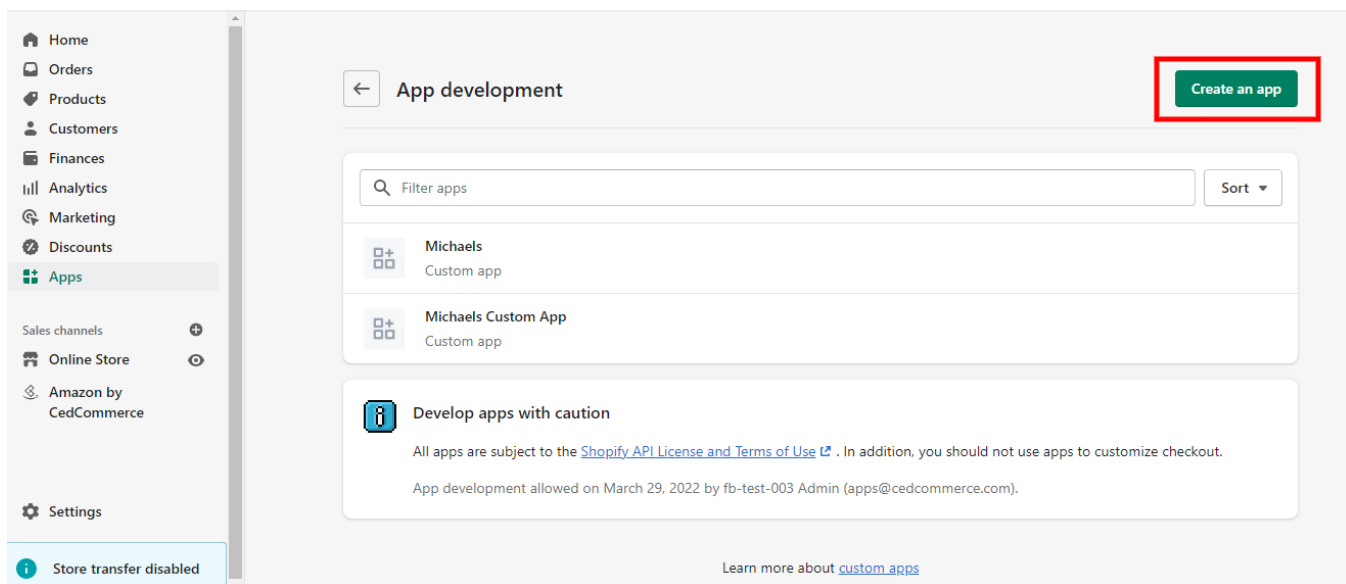 Home
Orders
Products
Customers
Finances
Analytics
Marketing
Discounts
Apps
Sales channels
Online Store
Amazon by
CedCommerce
Settings
Store transfer disabled
App development
Create an app
Filter apps
Sort
Michaels
Custom app
Michaels Custom App
Custom app
Develop apps with caution
All apps are subject to the Shopify API License and Terms of Use . In addition, you should not use apps to customize checkout.
App development allowed on March 29, 2022 by fb-test-003 Admin (apps@cedcommerce.com).
Learn more about custom apps